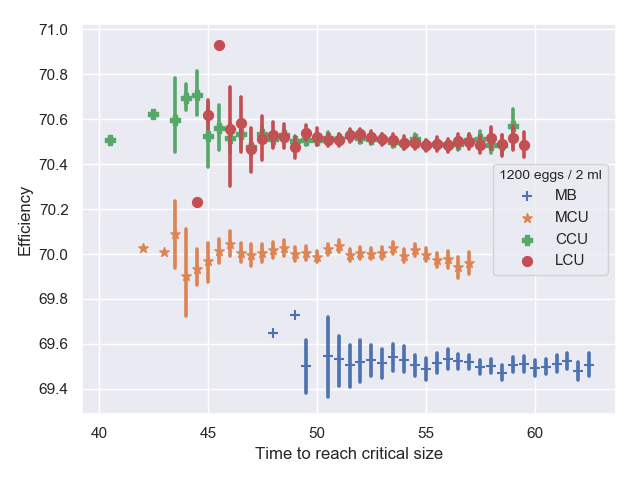 71.0
70.8
70.6
70.4
70.2
70.0
69.8
69.6
69.4
Efficiency
1200 eggs / 2 ml
MB
MCU
CCU
LCU
40 45 50 55 60
Time to reach critical size